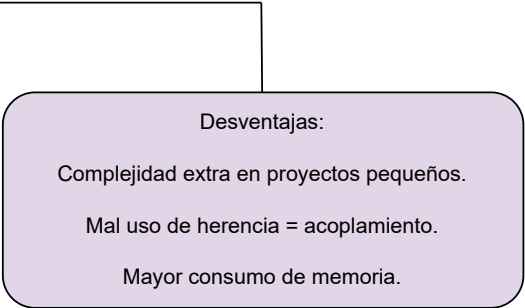 Desventajas:
Complejidad extra en proyectos pequeños.
Mal uso de herencia = acoplamiento.
Mayor consumo de memoria.